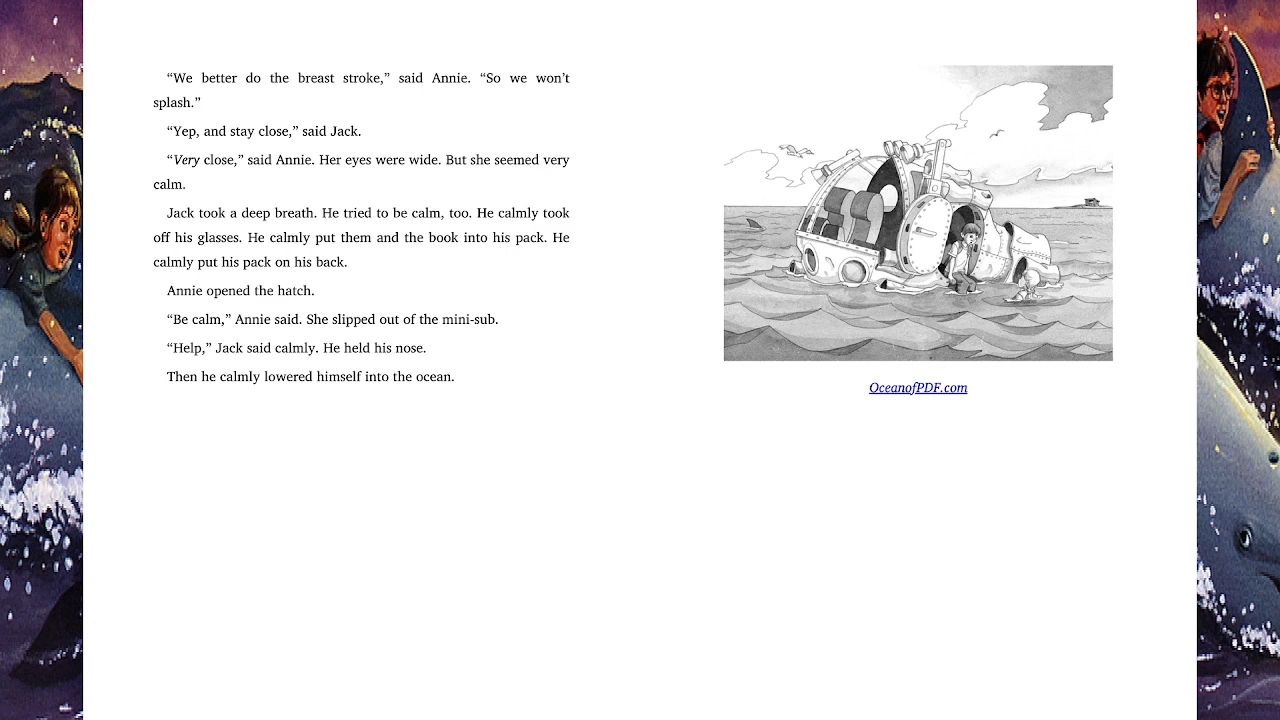 “We better do the breast stroke,” said Annie. “So we won’t
splash.”
“Yep, and stay close,” said Jack.
“Very close,” said Annie. Her eyes were wide. But she seemed very
calm.
Jack took a deep breath. He tried to be calm, too. He calmly took
off his glasses. He calmly put them and the book into his pack. He
calmly put his pack on his back.
Annie opened the hatch.
“Be calm,” Annie said. She slipped out of the mini-sub.
“Help,” Jack said calmly. He held his nose.
Then he calmly lowered himself into the ocean.
OceanofPDF.com